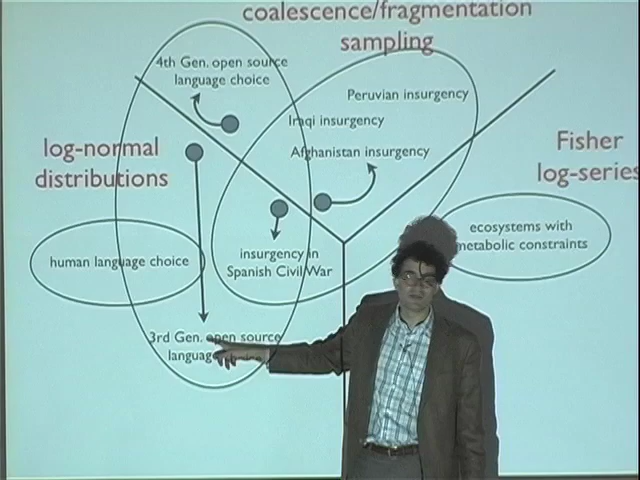 coalescence/fragmentation
sampling
4th Gen. open source
language choice
Peruvian insurgency
Iraqi insurgency
Afghanistan insurgency
log-normal
distributions
Fisher
log-series
human language choice
insurgency in
Spanish Civil War
ecosystems with
metabolic constraints
3rd Gen. open source
language choice